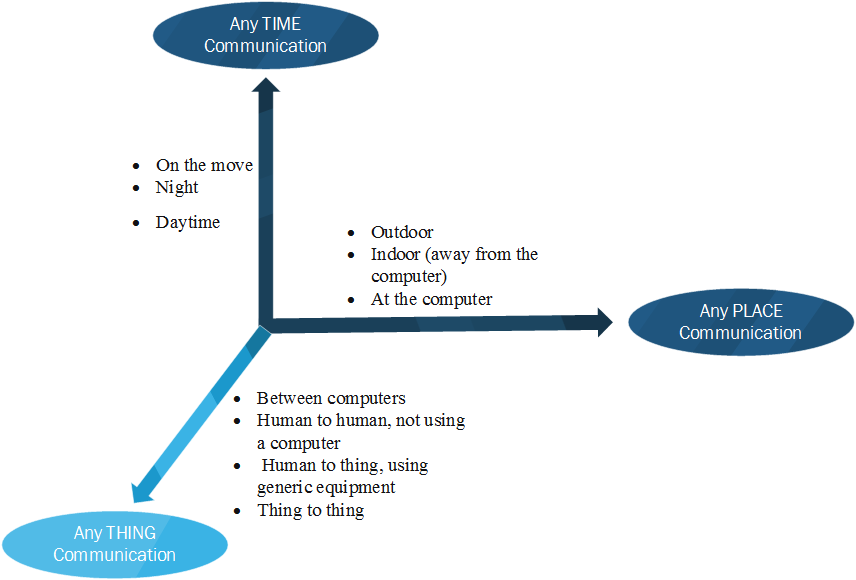 Any TIME
Communication
• On the move
• Night
• Daytime
• Outdoor
• Indoor (away from the
computer)
• At the computer
Any PLACE
Communication
• Between computers
• Human to human, not using
a computer
• Human to thing, using
generic equipment
• Thing to thing
Any THING
Communication